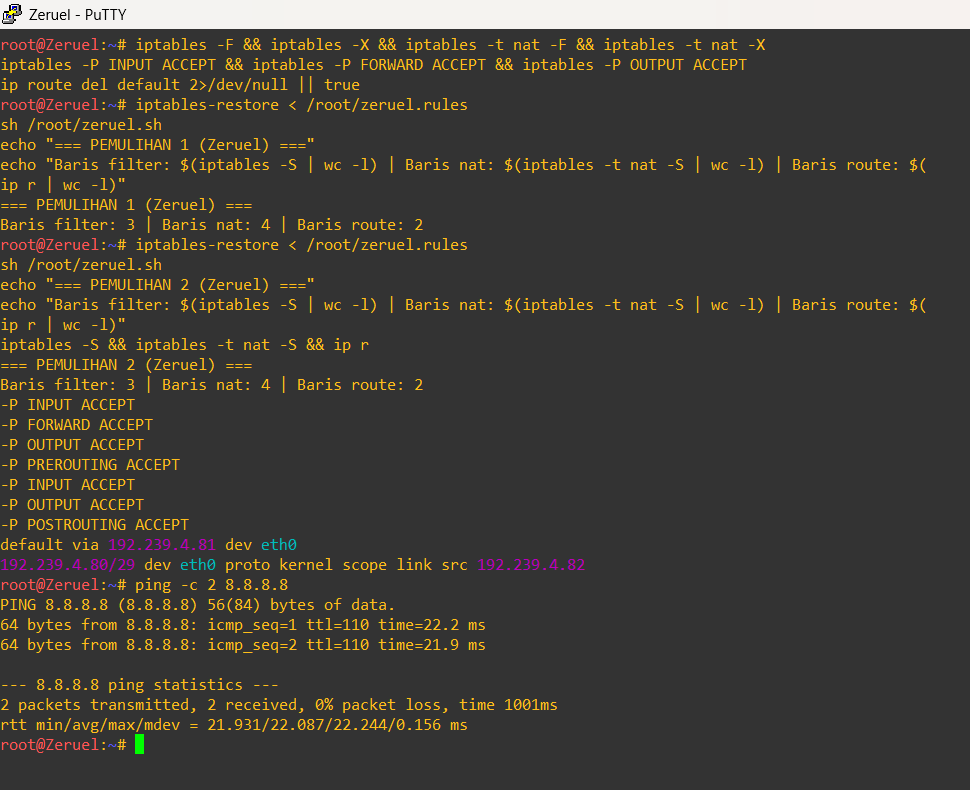 Zeruel - PuTTY
root@Zeruel:~# iptables -F && iptables -X && iptables -t nat -F && iptables -t nat -X
iptables -P INPUT ACCEPT && iptables -P FORWARD ACCEPT && iptables -P OUTPUT ACCEPT
ip route del default 2>/dev/null || true
root@Zeruel:~# iptables-restore < /root/zeruel.rules
sh /root/zeruel.sh
echo "=== PEMULIHAN 1 (Zeruel) ==="
echo "Baris filter: $(iptables -S | wc -l) | Baris nat: $(iptables -t nat -S | wc -l) | Baris route: $(
ip r | wc -l)"
=== PEMULIHAN 1 (Zeruel) ===
Baris filter: 3 | Baris nat: 4 | Baris route: 2
root@Zeruel:~# iptables-restore < /root/zeruel.rules
sh /root/zeruel.sh
echo "=== PEMULIHAN 2 (Zeruel) ==="
echo "Baris filter: $(iptables -S | wc -l) | Baris nat: $(iptables -t nat -S | wc -l) | Baris route: $(
ip r | wc -l)"
iptables -S && iptables -t nat -S && ip r
=== PEMULIHAN 2 (Zeruel) ===
Baris filter: 3 | Baris nat: 4 | Baris route: 2
-P INPUT ACCEPT
-P FORWARD ACCEPT
-P OUTPUT ACCEPT
-P PREROUTING ACCEPT
-P INPUT ACCEPT
-P OUTPUT ACCEPT
-P POSTROUTING ACCEPT
default via 192.239.4.81 dev eth0
192.239.4.80/29 dev eth0 proto kernel scope link src 192.239.4.82
root@Zeruel:~# ping -c 2 8.8.8.8
PING 8.8.8.8 (8.8.8.8) 56(84) bytes of data.
64 bytes from 8.8.8.8: icmp_seq=1 ttl=110 time=22.2 ms
64 bytes from 8.8.8.8: icmp_seq=2 ttl=110 time=21.9 ms
--- 8.8.8.8 ping statistics ---
2 packets transmitted, 2 received, 0% packet loss, time 1001ms
rtt min/avg/max/mdev = 21.931/22.087/22.244/0.156 ms
root@Zeruel:~#